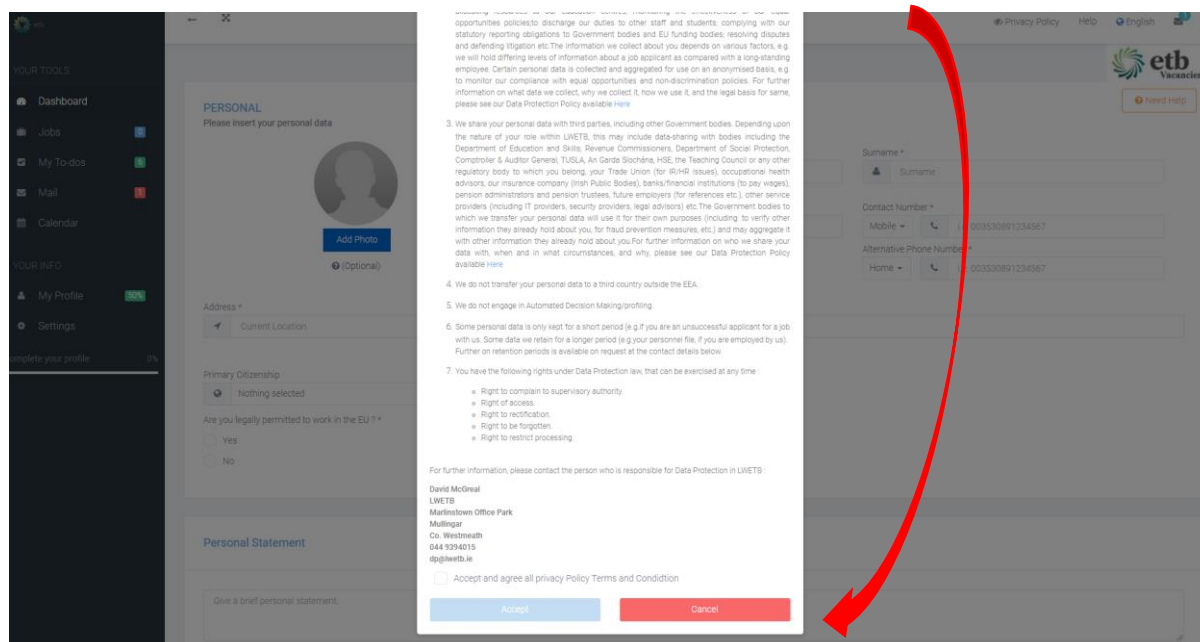 etb
Privacy Policy Help English
etb
Vacancies
Need Help
YOUR TOOLS
Dashboard
Jobs 0
My To-dos 6
Mail 1
Calendar
YOUR INFO
My Profile 50%
Settings
omplete your profile 0%
PERSONAL
Please insert your personal data
Add Photo
(Optional)
Surname *
Surname
Contact Number *
Mobile 003530891234567
Alternative Phone Number *
Home 003530891234567
Address *
Current Location
Primary Citizenship
Nothing selected
Are you legally permitted to work in the EU ? *
Yes
No
Personal Statement
Give a brief personal statement.
opportunities policies;to discharge our duties to other staff and students, complying with our
statutory reporting obligations to Government bodies and EU funding bodies; resolving disputes
and defending litigation etc.The information we collect about you depends on various factors, e.g.
we will hold differing levels of information about a job applicant as compared with a long-standing
employee. Certain personal data is collected and aggregated for use on an anonymised basis, e.g.
to monitor our compliance with equal opportunities and non-discrimination policies. For further
information on what data we collect, why we collect it, how we use it, and the legal basis for same,
please see our Data Protection Policy available Here
3. We share your personal data with third parties, including other Government bodies. Depending upon
the nature of your role within LWETB, this may include data-sharing with bodies including the
Department of Education and Skills, Revenue Commissioners, Department of Social Protection,
Comptroller & Auditor General, TUSLA, An Garda Síochána, HSE, the Teaching Council or any other
regulatory body to which you belong, your Trade Union (for IR/HR issues), occupational health
advisors, our insurance company (Irish Public Bodies), banks/financial institutions (to pay wages),
pension administrators and pension trustees, future employers (for references etc.), other service
providers (including IT providers, security providers, legal advisors) etc.The Government bodies to
which we transfer your personal data will use it for their own purposes (including: to verify other
information they already hold about you, for fraud prevention measures, etc.) and may aggregate it
with other information they already hold about you.For further information on who we share your
data with, when and in what circumstances, and why, please see our Data Protection Policy
available Here
4. We do not transfer your personal data to a third country outside the EEA.
5. We do not engage in Automated Decision Making/profiling.
6. Some personal data is only kept for a short period (e.g.if you are an unsuccessful applicant for a job
with us. Some data we retain for a longer period (e.g.your personnel file, if you are employed by us).
Further on retention periods is available on request at the contact details below.
7. You have the following rights under Data Protection law, that can be exercised at any time
Right to complain to supervisory authority.
Right of access.
Right to rectification.
Right to be forgotten.
Right to restrict processing.
For further information, please contact the person who is responsible for Data Protection in LWETB :
David McGreal
LWETB
Marlinstown Office Park
Mullingar
Co. Westmeath
044 9394015
dp@lwetb.ie
Accept and agree all privacy Policy Terms and Condidtion
Accept Cancel